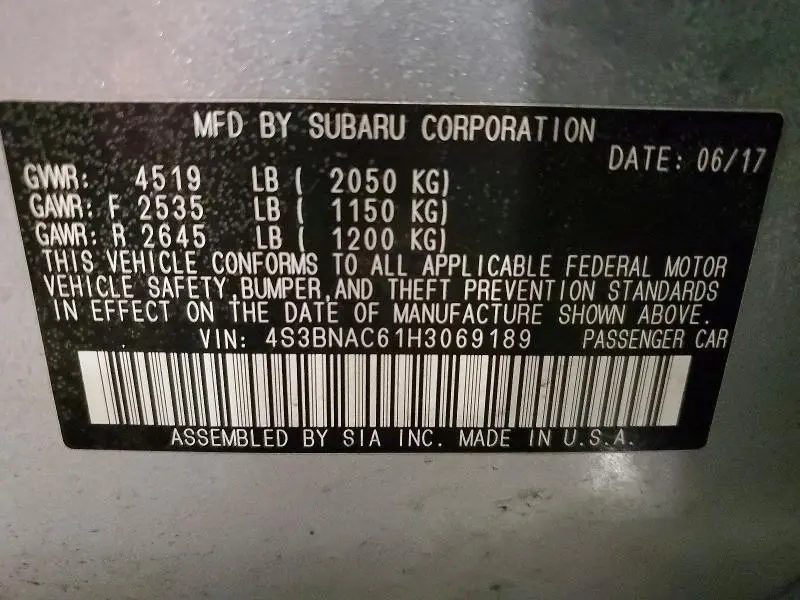 MFD BY SUBARU CORPORATION
DATE: 06/17
GVWR: 4519 LB ( 2050 KG)
GAWR: F 2535 LB ( 1150 KG)
GAWR: R 2645 LB ( 1200 KG)
THIS VEHICLE CONFORMS TO ALL APPLICABLE FEDERAL MOTOR
VEHICLE SAFETY,BUMPER,AND THEFT PREVENTION STANDARDS
IN EFFECT ON THE DATE OF MANUFACTURE SHOWN ABOVE.
VIN: 4S3BNAC61H3069189 PASSENGER CAR
ASSEMBLED BY SIA INC. MADE IN U.S.A.